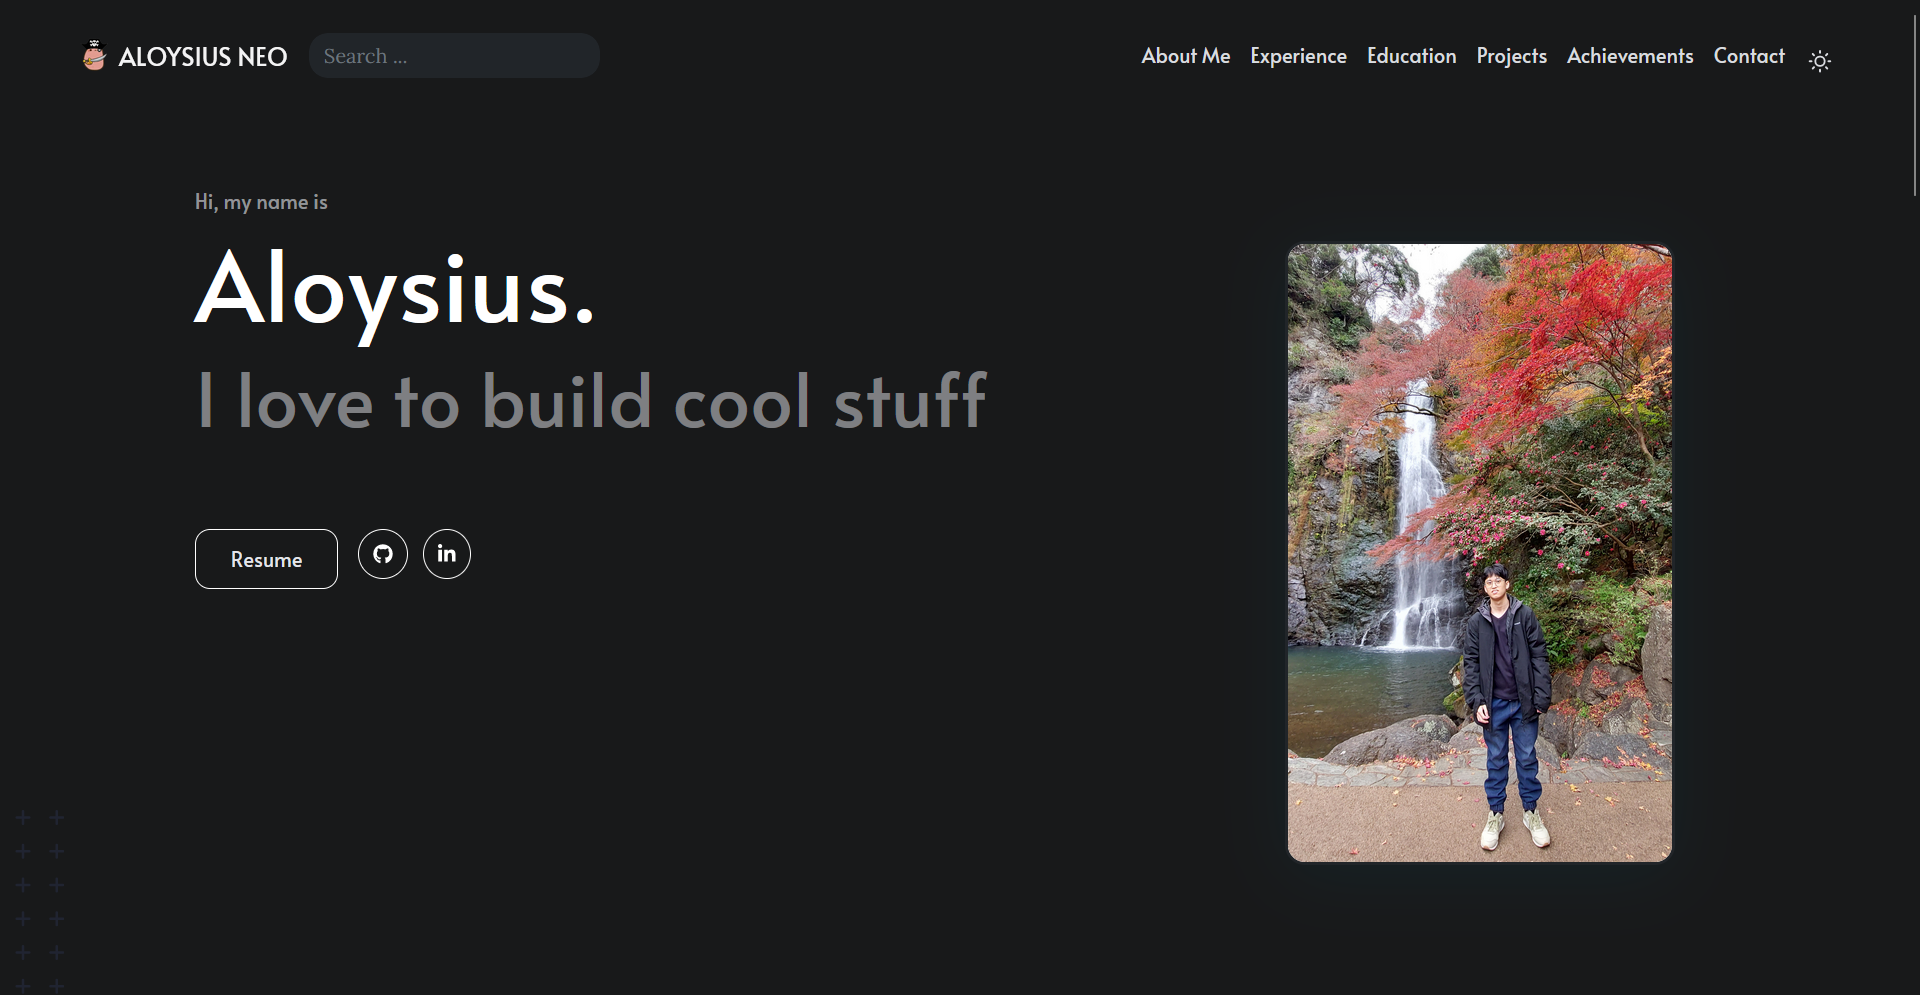 ALOYSIUS NEO
Search ...
About Me
Experience
Education
Projects
Achievements
Contact
Hi, my name is
Aloysius.
I love to build cool stuff
Resume
in